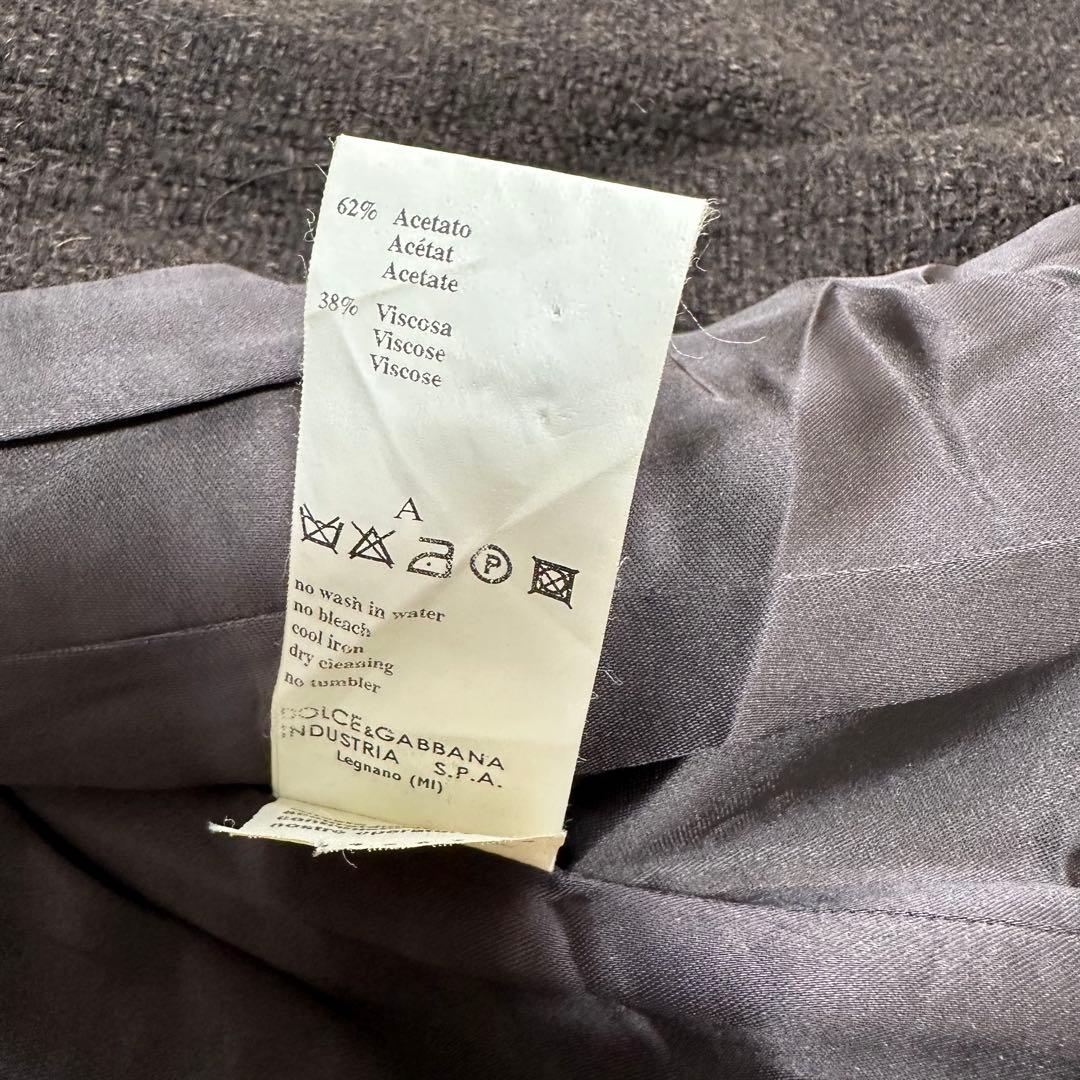 62% Acetato
Acétat
Acetate
38% Viscosa
Viscose
Viscose
A
P
no wash in water
no bleach
cool iron
dry cleaning
no tumbler
DOLCE&GABBANA
INDUSTRIA S.P.A.
Legnano (MI)
nostro